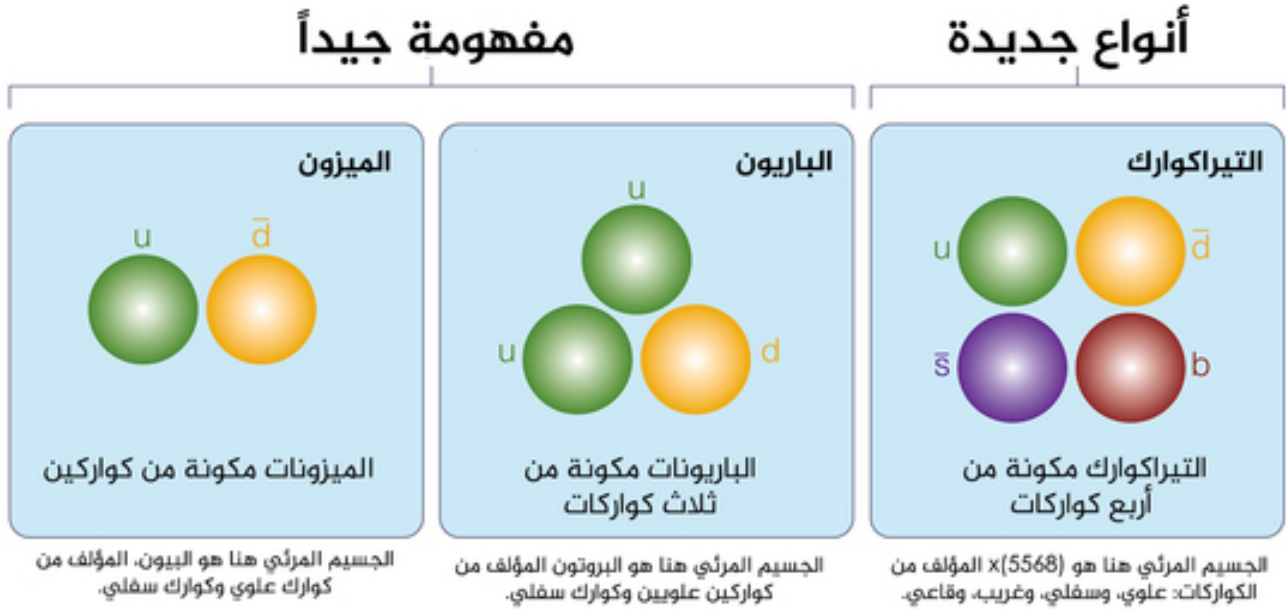 أنواع جديدة
مفهومة جيداً
التيراكوارك
u
d̄
s̄
b
التيراكوارك مكونة من
أربع كواركات
الجسيم المرئي هنا هو x(5568) المؤلف من
الكواركات: علوي، وسفلي، وغريب، وقاعي.
الباريون
u
u
d
الباريونات مكونة من
ثلاث كواركات
الجسيم المرئي هنا هو البروتون المؤلف من
كواركين علويين وكوارك سفلي.
الميزون
u
d̄
الميزونات مكونة من كواركين
الجسيم المرئي هنا هو البيون، المؤلف من
كوارك علوي وكوارك سفلي.